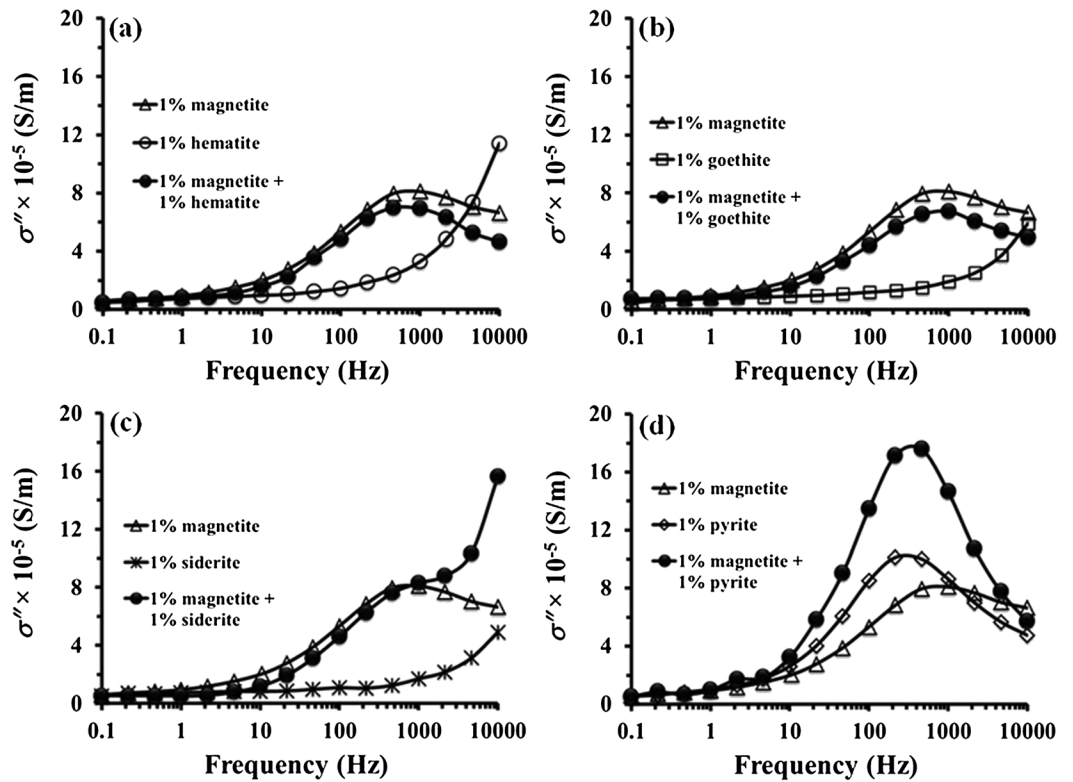 (a)
σ″ × 10⁻⁵ (S/m)
20
16
12
8
4
0
1% magnetite
1% hematite
1% magnetite +
1% hematite
0.1 1 10 100 1000 10000
Frequency (Hz)
(b)
σ″ × 10⁻⁵ (S/m)
20
16
12
8
4
0
1% magnetite
1% goethite
1% magnetite +
1% goethite
0.1 1 10 100 1000 10000
Frequency (Hz)
(c)
σ″ × 10⁻⁵ (S/m)
20
16
12
8
4
0
1% magnetite
1% siderite
1% magnetite +
1% siderite
0.1 1 10 100 1000 10000
Frequency (Hz)
(d)
σ″ × 10⁻⁵ (S/m)
20
16
12
8
4
0
1% magnetite
1% pyrite
1% magnetite +
1% pyrite
0.1 1 10 100 1000 10000
Frequency (Hz)